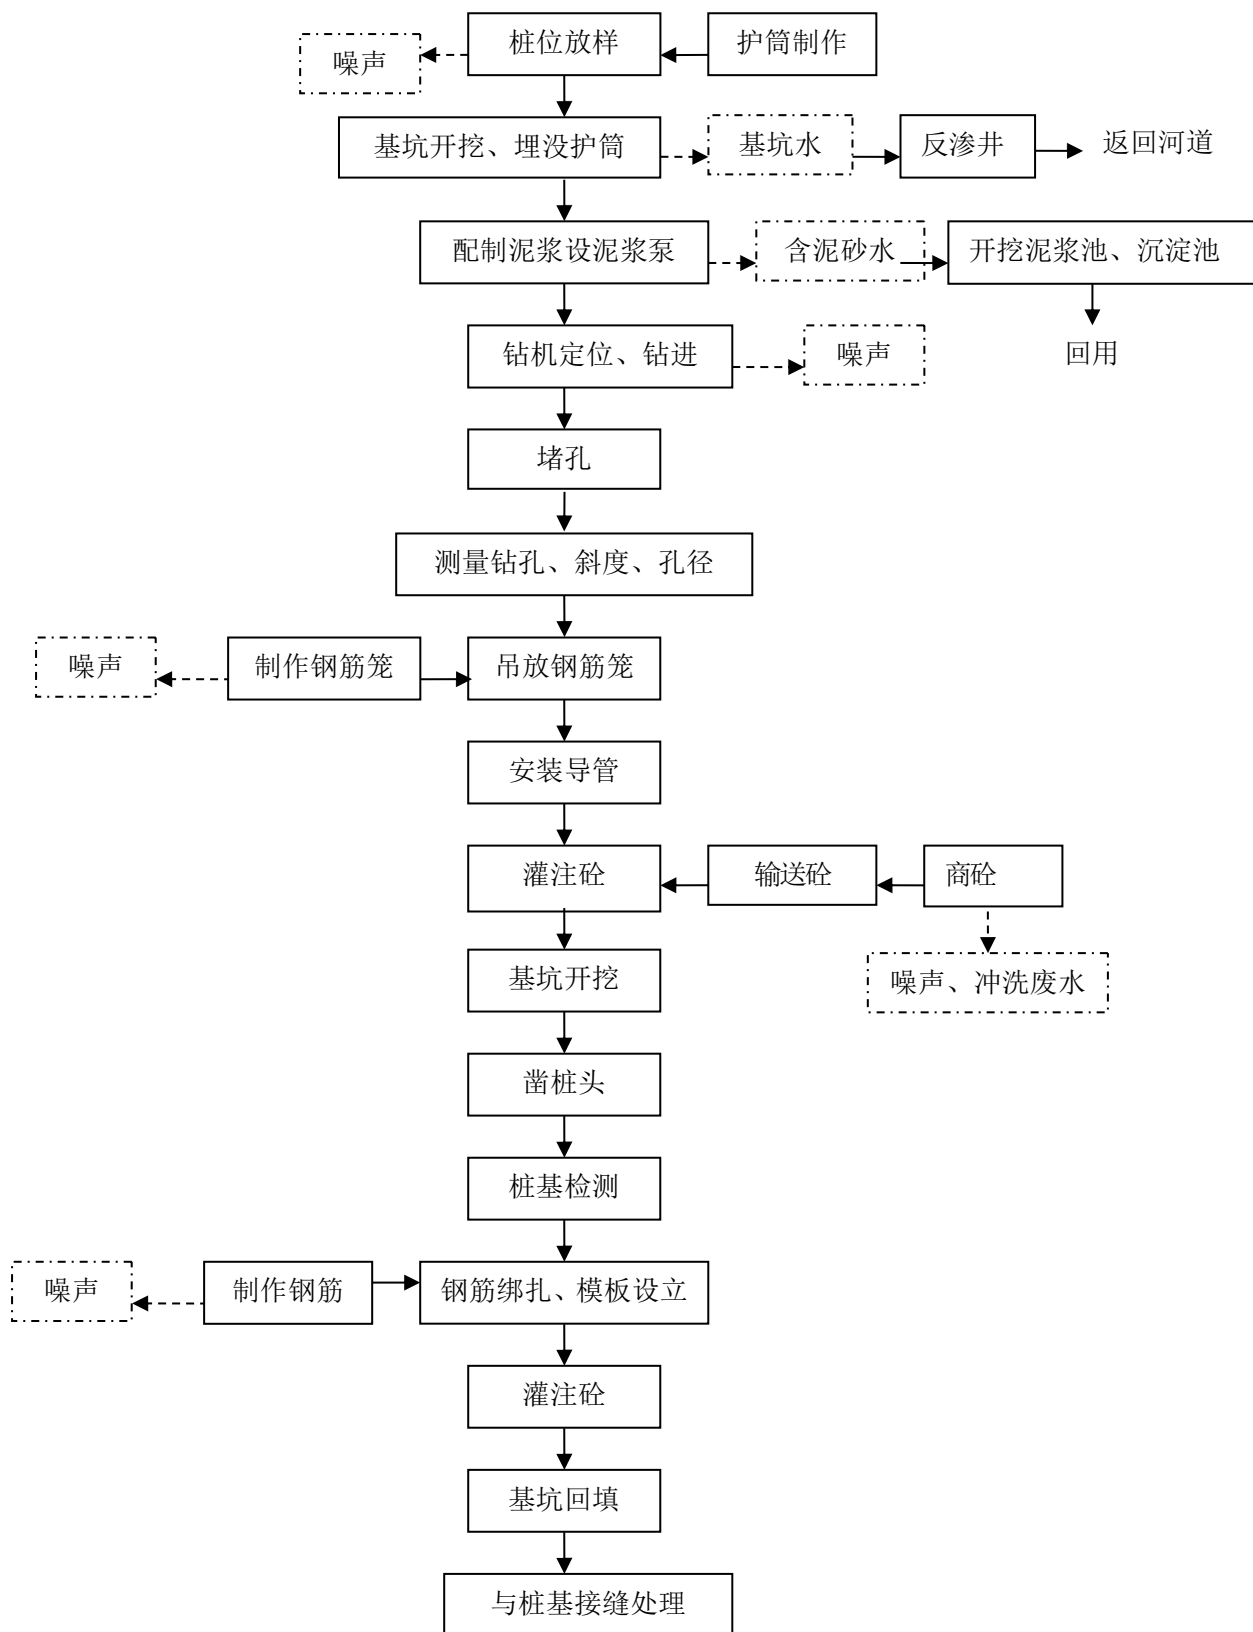 噪声
桩位放样
护筒制作
基坑开挖、埋没护筒
基坑水
反渗井
返回河道
配制泥浆设泥浆泵
含泥砂水
开挖泥浆池、沉淀池
钻机定位、钻进
噪声
回用
堵孔
测量钻孔、斜度、孔径
噪声
制作钢筋笼
吊放钢筋笼
安装导管
灌注砼
输送砼
商砼
基坑开挖
噪声、冲洗废水
凿桩头
桩基检测
噪声
制作钢筋
钢筋绑扎、模板设立
灌注砼
基坑回填
与桩基接缝处理